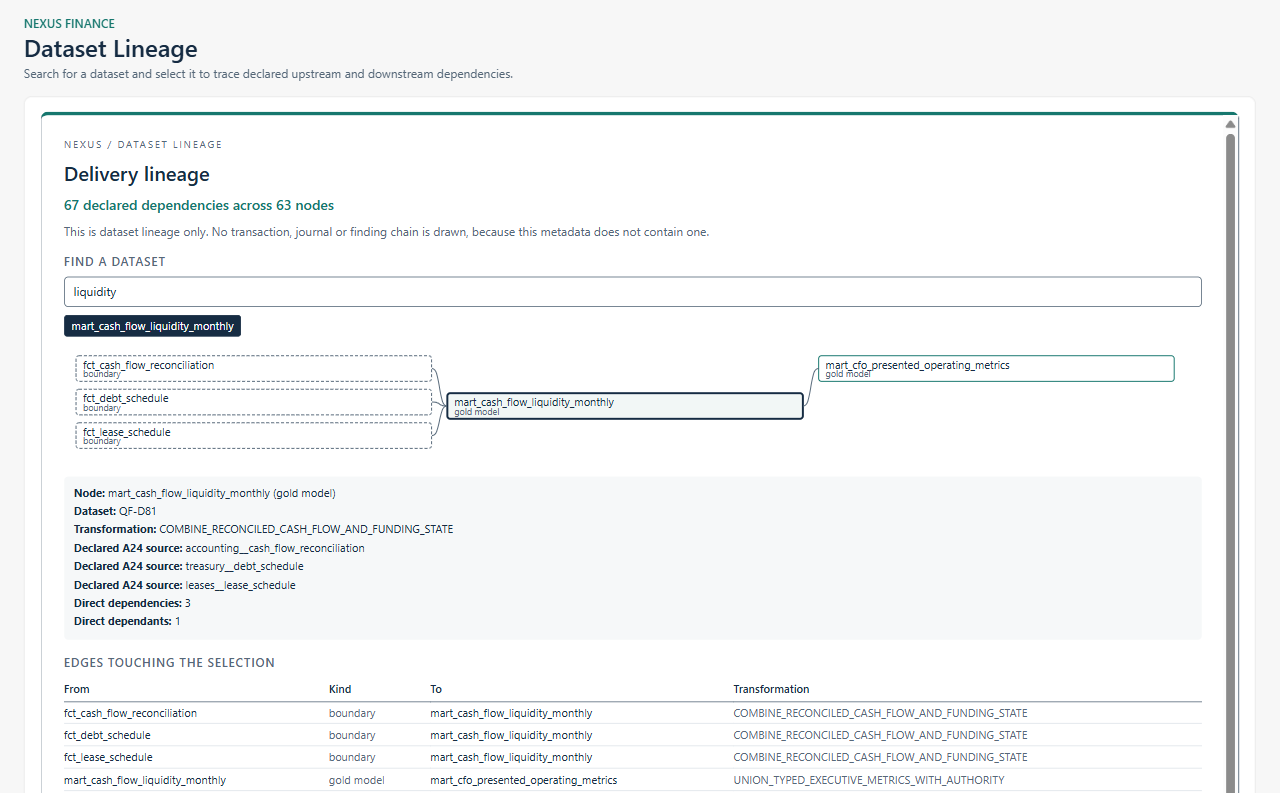 NEXUS FINANCE
Dataset Lineage
Search for a dataset and select it to trace declared upstream and downstream dependencies.
NEXUS / DATASET LINEAGE
Delivery lineage
67 declared dependencies across 63 nodes
This is dataset lineage only. No transaction, journal or finding chain is drawn, because this metadata does not contain one.
FIND A DATASET
liquidity
mart_cash_flow_liquidity_monthly
fct_cash_flow_reconciliation
boundary
fct_debt_schedule
boundary
fct_lease_schedule
boundary
mart_cash_flow_liquidity_monthly
gold model
mart_cfo_presented_operating_metrics
gold model
Node: mart_cash_flow_liquidity_monthly (gold model)
Dataset: QF-D81
Transformation: COMBINE_RECONCILED_CASH_FLOW_AND_FUNDING_STATE
Declared A24 source: accounting__cash_flow_reconciliation
Declared A24 source: treasury__debt_schedule
Declared A24 source: leases__lease_schedule
Direct dependencies: 3
Direct dependants: 1
EDGES TOUCHING THE SELECTION
From Kind To Transformation
fct_cash_flow_reconciliation boundary mart_cash_flow_liquidity_monthly COMBINE_RECONCILED_CASH_FLOW_AND_FUNDING_STATE
fct_debt_schedule boundary mart_cash_flow_liquidity_monthly COMBINE_RECONCILED_CASH_FLOW_AND_FUNDING_STATE
fct_lease_schedule boundary mart_cash_flow_liquidity_monthly COMBINE_RECONCILED_CASH_FLOW_AND_FUNDING_STATE
mart_cash_flow_liquidity_monthly gold model mart_cfo_presented_operating_metrics UNION_TYPED_EXECUTIVE_METRICS_WITH_AUTHORITY